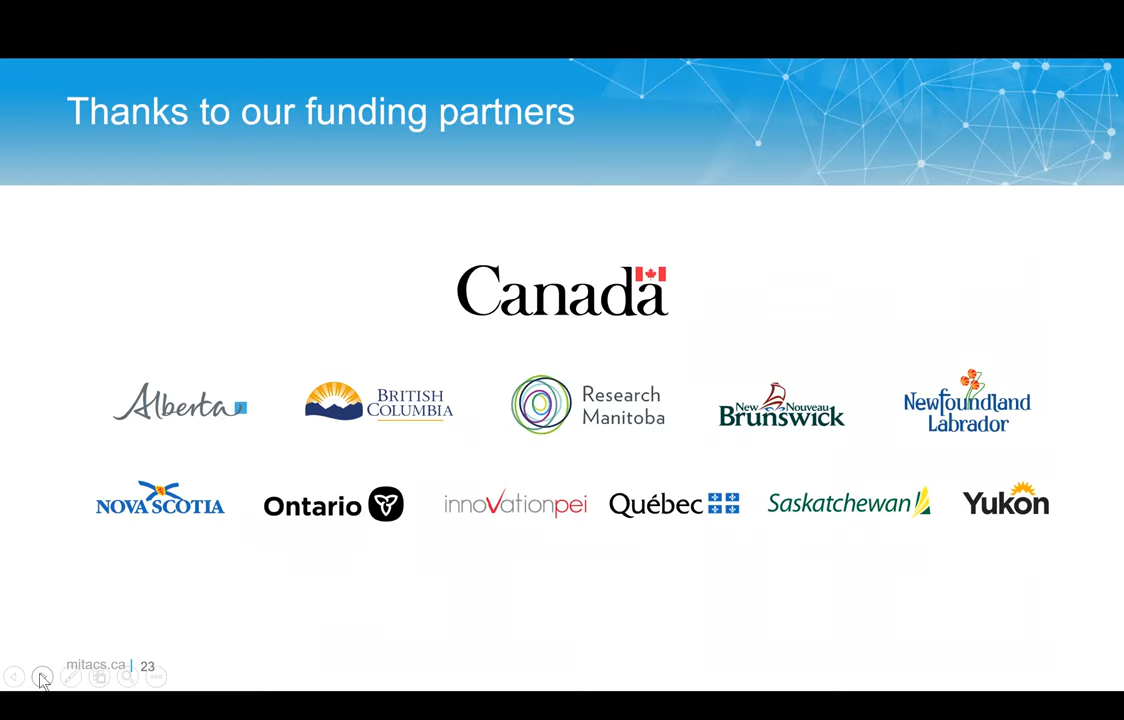 Thanks to our funding partners
Canada
Alberta
BRITISH
COLUMBIA
Research
Manitoba
New Nouveau
Brunswick
Newfoundland
Labrador
NOVA SCOTIA
Ontario
innovationpei
Québec
Saskatchewan
Yukon
mitacs.ca | 23